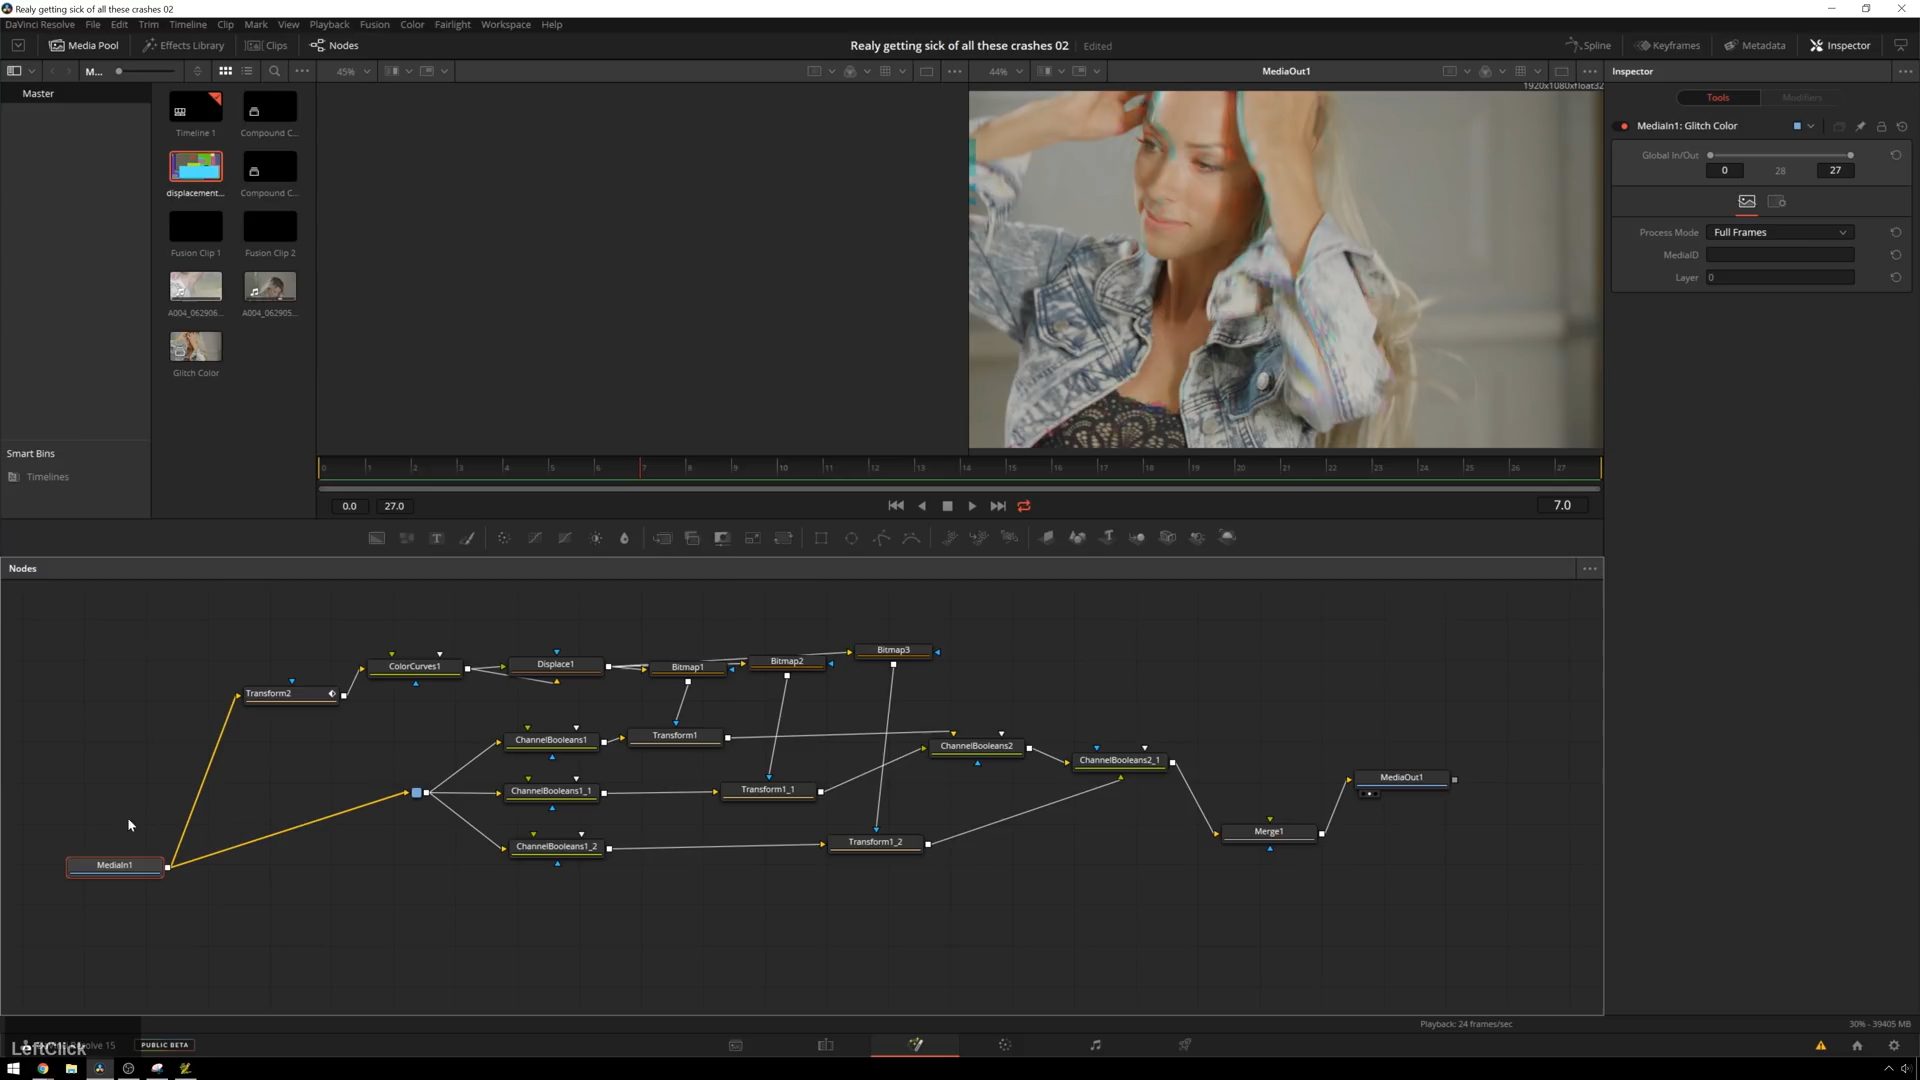 Realy getting sick of all these crashes 02
DaVinci Resolve File Edit Trim Timeline Clip Mark View Playback Fusion Color Fairlight Workspace Help
Media Pool Effects Library Clips Nodes
Realy getting sick of all these crashes 02 Edited
Spline Keyframes Metadata Inspector
M... 45% 44% MediaOut1 Inspector
Master
1920x1080xfloat32
Tools Modifiers
Timeline 1 Compound C...
displacement... Compound C...
Fusion Clip 1 Fusion Clip 2
A004_062906... A004_062905...
Glitch Color
MediaIn1: Glitch Color
Global In/Out
0 28 27
Process Mode Full Frames
MediaID
Layer 0
Smart Bins
Timelines
0 1 2 3 4 5 6 7 8 9 10 11 12 13 14 15 16 17 18 19 20 21 22 23 24 25 26 27
0.0 27.0 7.0
Nodes
Bitmap3
ColorCurves1 Displace1 Bitmap1 Bitmap2
Transform2
ChannelBooleans1 Transform1 ChannelBooleans2 ChannelBooleans2_1
ChannelBooleans1_1 Transform1_1 MediaOut1
ChannelBooleans1_2 Transform1_2 Merge1
MediaIn1
Playback: 24 frames/sec 30% - 39405 MB
LeftClick
PUBLIC BETA